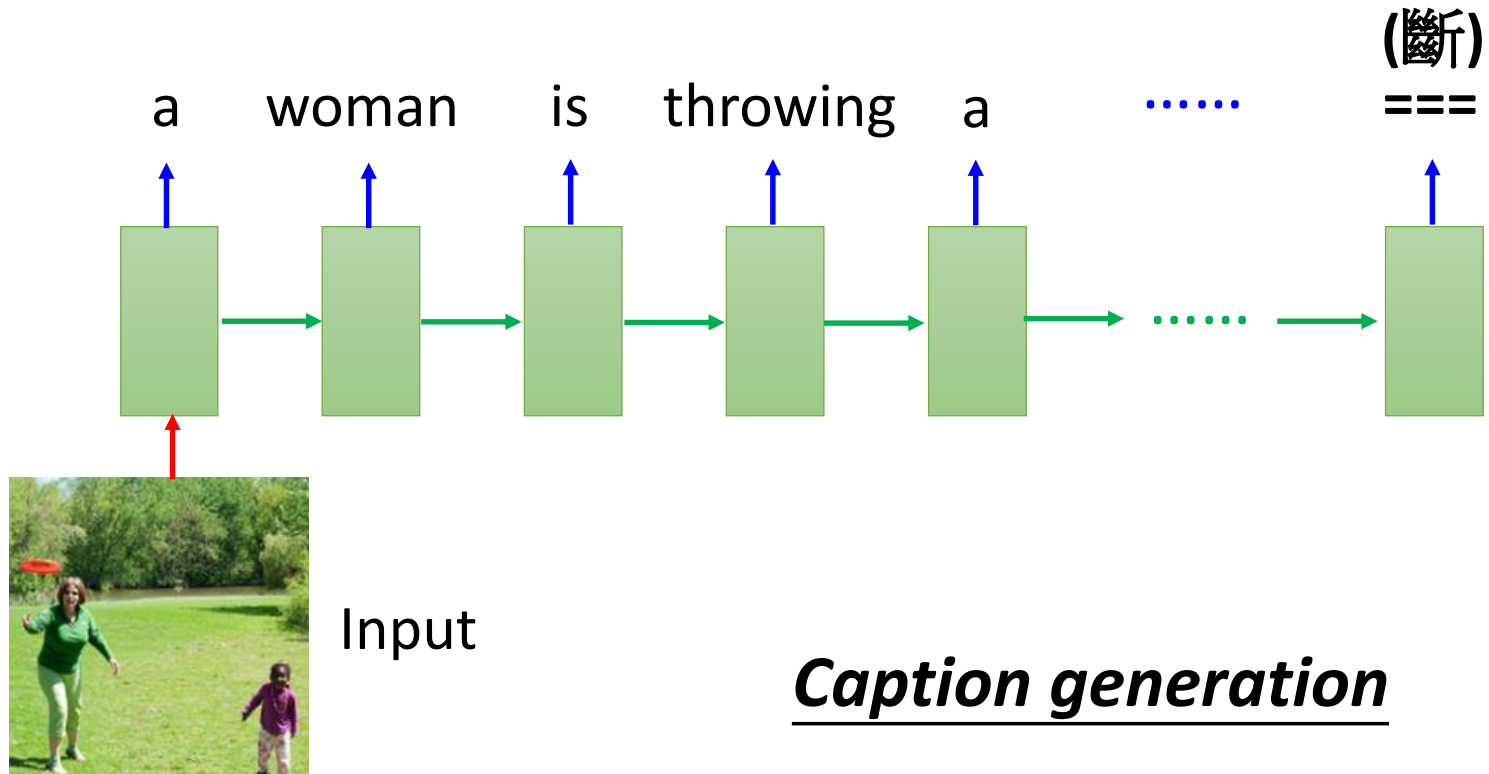 (斷)
a woman is throwing a ······ ===
Input
Caption generation